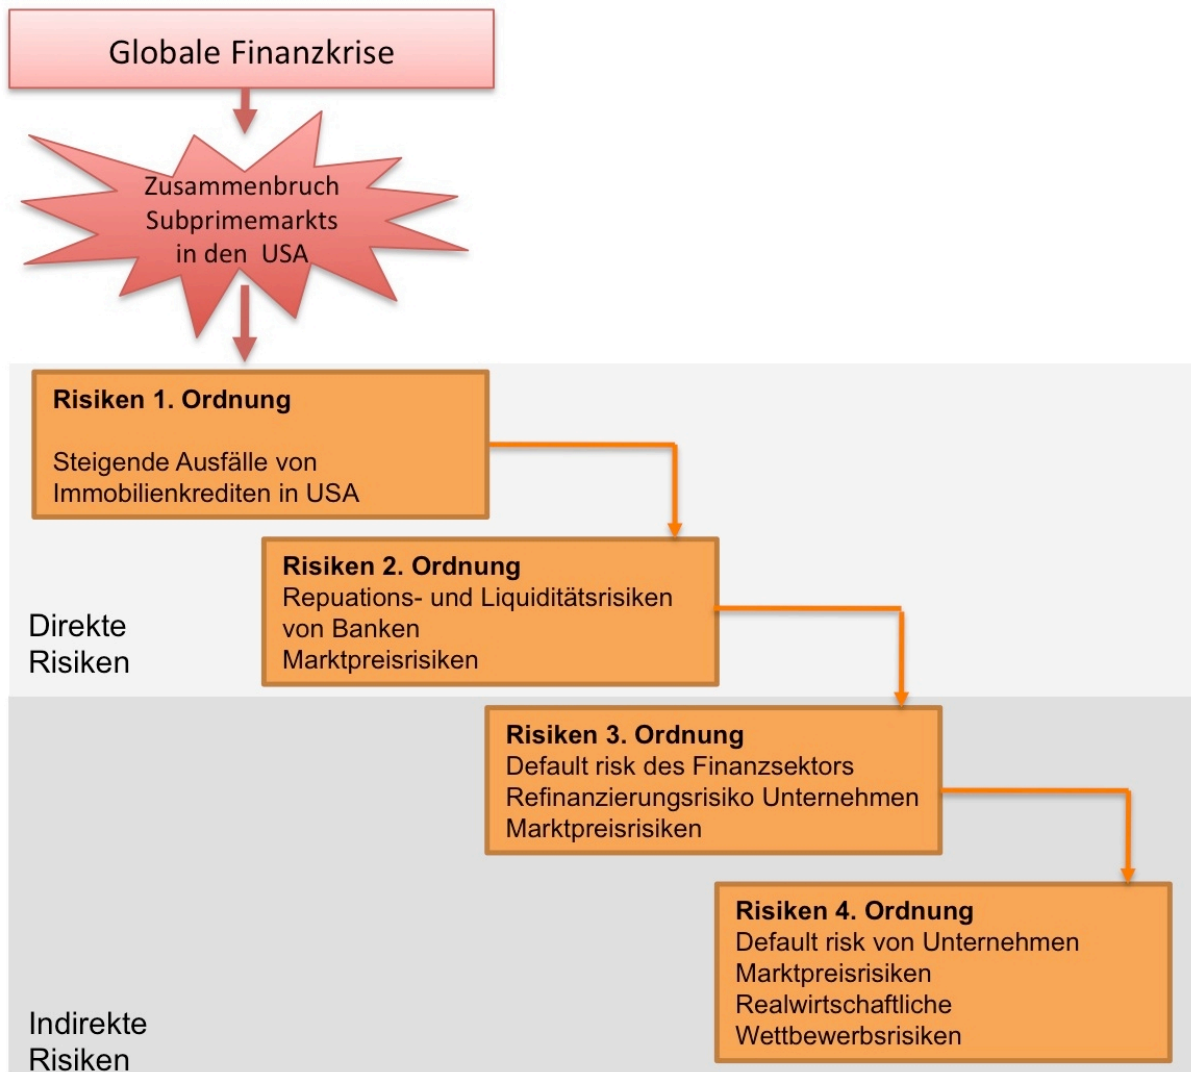 Globale Finanzkrise
Zusammenbruch
Subprimemarkts
in den USA
Risiken 1. Ordnung
Steigende Ausfälle von
Immobilienkrediten in USA
Risiken 2. Ordnung
Repuations- und Liquiditätsrisiken
von Banken
Marktpreisrisiken
Direkte
Risiken
Risiken 3. Ordnung
Default risk des Finanzsektors
Refinanzierungsrisiko Unternehmen
Marktpreisrisiken
Risiken 4. Ordnung
Default risk von Unternehmen
Marktpreisrisiken
Realwirtschaftliche
Wettbewerbsrisiken
Indirekte
Risiken